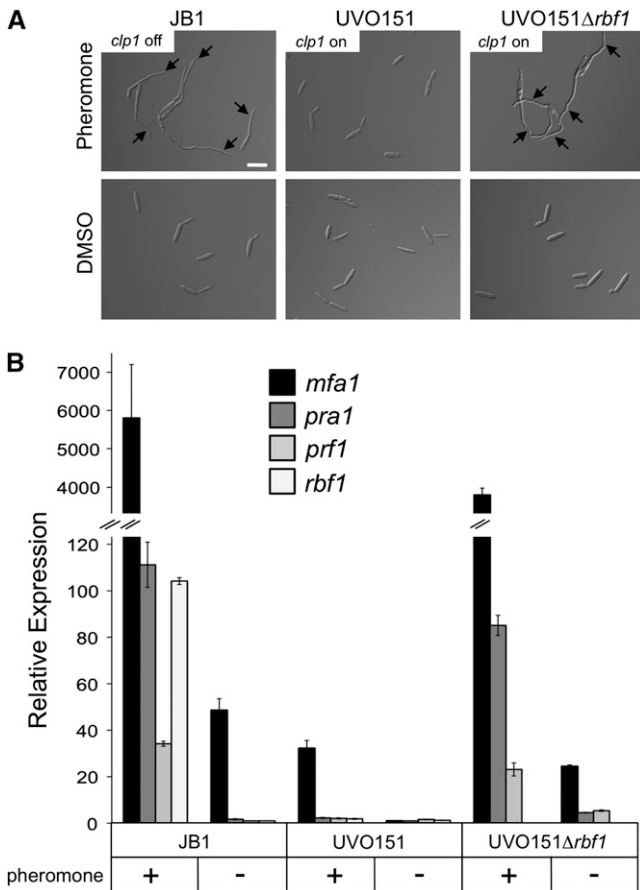 A
JB1
UVO151
UVO151Δrbf1
Pheromone
clp1 off
clp1 on
clp1 on
DMSO
B
Relative Expression
7000
6000
5000
4000
120
100
80
60
40
20
0
mfa1
pra1
prf1
rbf1
JB1
UVO151
UVO151Δrbf1
pheromone
+
-
+
-
+
-